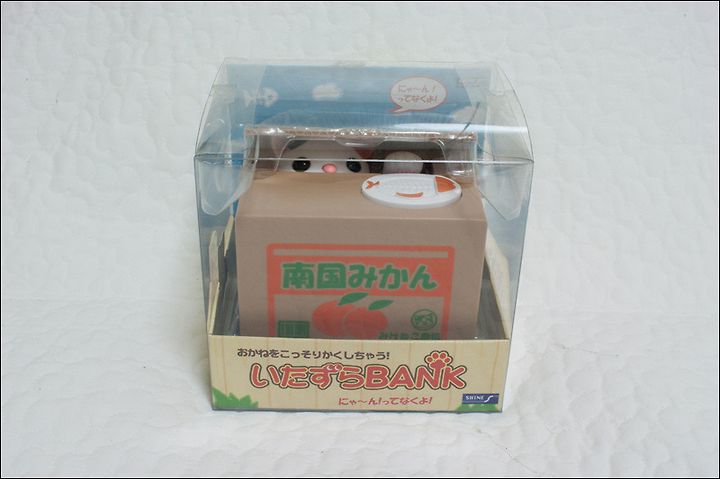 にゃ〜ん!
ってなくよ!
南国みかん
おかねをこっそりかくしちゃう!
いたずらBANK
にゃ〜ん!ってなくよ!
SHINE